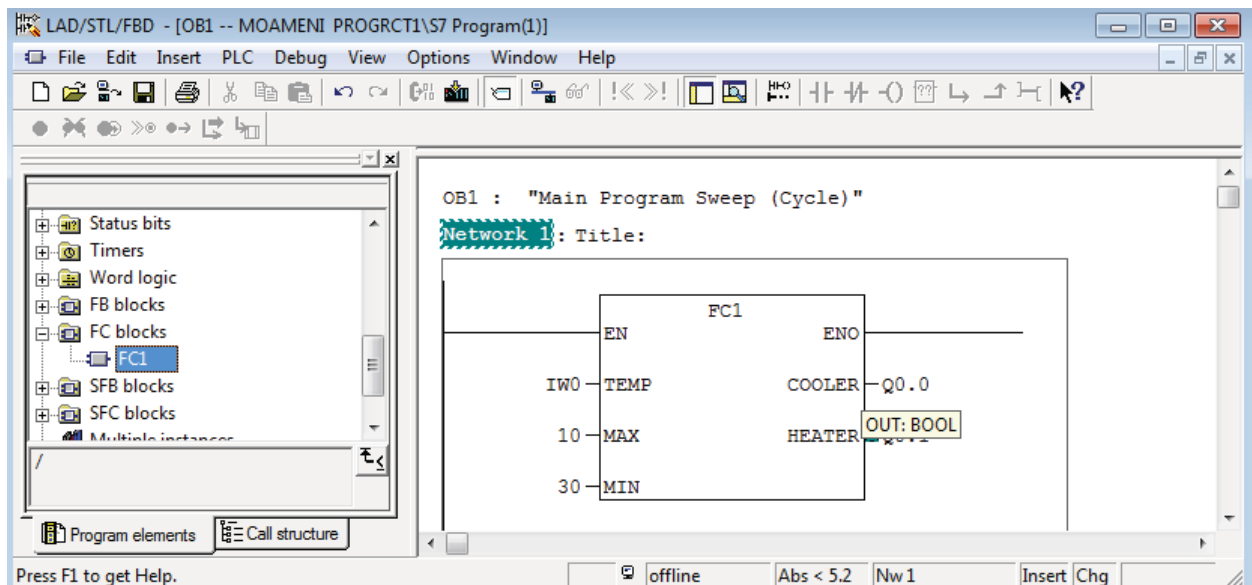 LAD/STL/FBD - [OB1 -- MOAMENI PROGRCT1\S7 Program(1)]
File Edit Insert PLC Debug View Options Window Help
OB1 : "Main Program Sweep (Cycle)"
Network 1: Title:
Status bits
Timers
Word logic
FB blocks
FC blocks
FC1
SFB blocks
SFC blocks
Multiple instances
/
Program elements Call structure
FC1
EN ENO
IW0 TEMP COOLER Q0.0
OUT: BOOL
10 MAX HEATER
30 MIN
Press F1 to get Help. offline Abs < 5.2 Nw 1 Insert Chg